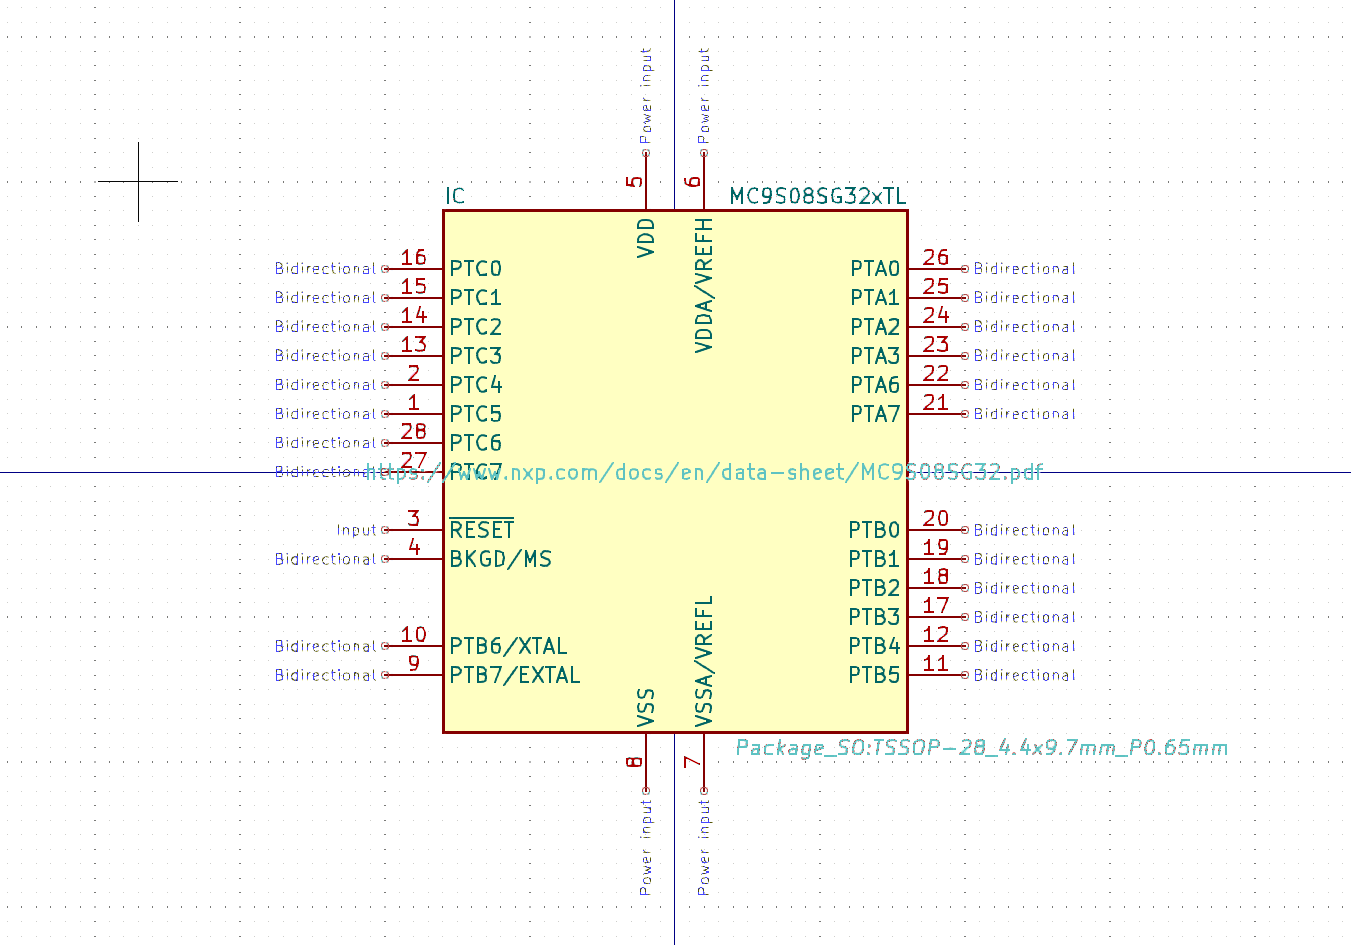 Power input
Power input
5
6
IC
MC9S08SG32xTL
VDD
VDDA/VREFH
Bidirectional 16 PTC0
PTA0 26 Bidirectional
Bidirectional 15 PTC1
PTA1 25 Bidirectional
Bidirectional 14 PTC2
PTA2 24 Bidirectional
Bidirectional 13 PTC3
PTA3 23 Bidirectional
Bidirectional 2 PTC4
PTA6 22 Bidirectional
Bidirectional 1 PTC5
PTA7 21 Bidirectional
Bidirectional 28 PTC6
Bidirectional 27 PTC7
https://www.nxp.com/docs/en/data-sheet/MC9S08SG32.pdf
Input 3 RESET
PTB0 20 Bidirectional
Bidirectional 4 BKGD/MS
PTB1 19 Bidirectional
PTB2 18 Bidirectional
PTB3 17 Bidirectional
Bidirectional 10 PTB6/XTAL
PTB4 12 Bidirectional
Bidirectional 9 PTB7/EXTAL
PTB5 11 Bidirectional
VSS
VSSA/VREFL
8
7
Package_SO:TSSOP-28_4.4x9.7mm_P0.65mm
Power input
Power input